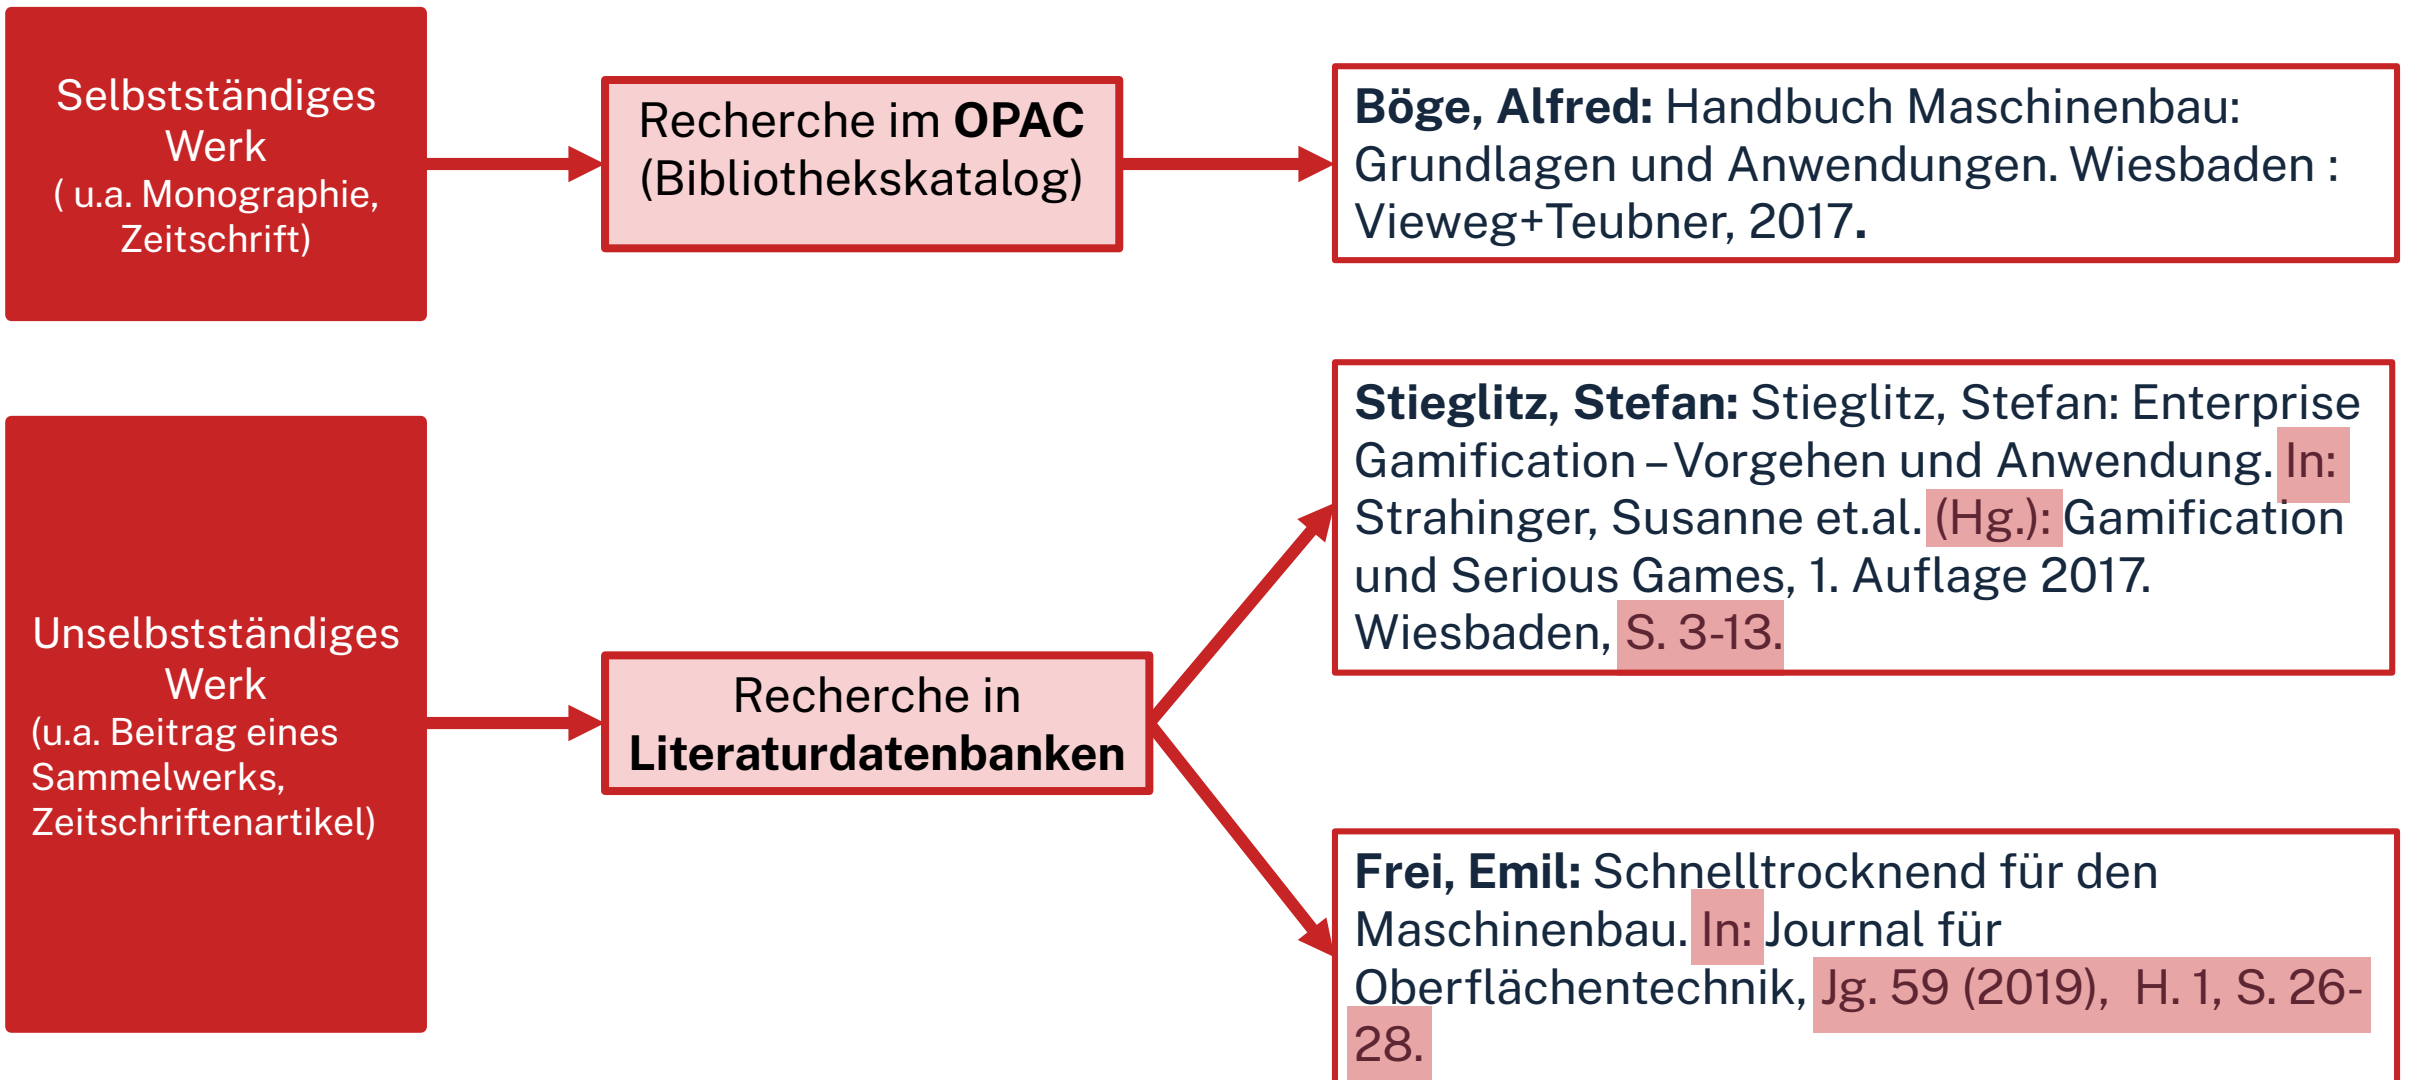 Selbstständiges
Werk
( u.a. Monographie,
Zeitschrift)
Recherche im OPAC
(Bibliothekskatalog)
Böge, Alfred: Handbuch Maschinenbau:
Grundlagen und Anwendungen. Wiesbaden :
Vieweg+Teubner, 2017.
Unselbstständiges
Werk
(u.a. Beitrag eines
Sammelwerks,
Zeitschriftenartikel)
Recherche in
Literaturdatenbanken
Stieglitz, Stefan: Stieglitz, Stefan: Enterprise
Gamification – Vorgehen und Anwendung. In:
Strahinger, Susanne et.al. (Hg.): Gamification
und Serious Games, 1. Auflage 2017.
Wiesbaden, S. 3-13.
Frei, Emil: Schnelltrocknend für den
Maschinenbau. In: Journal für
Oberflächentechnik, Jg. 59 (2019), H. 1, S. 26-
28.